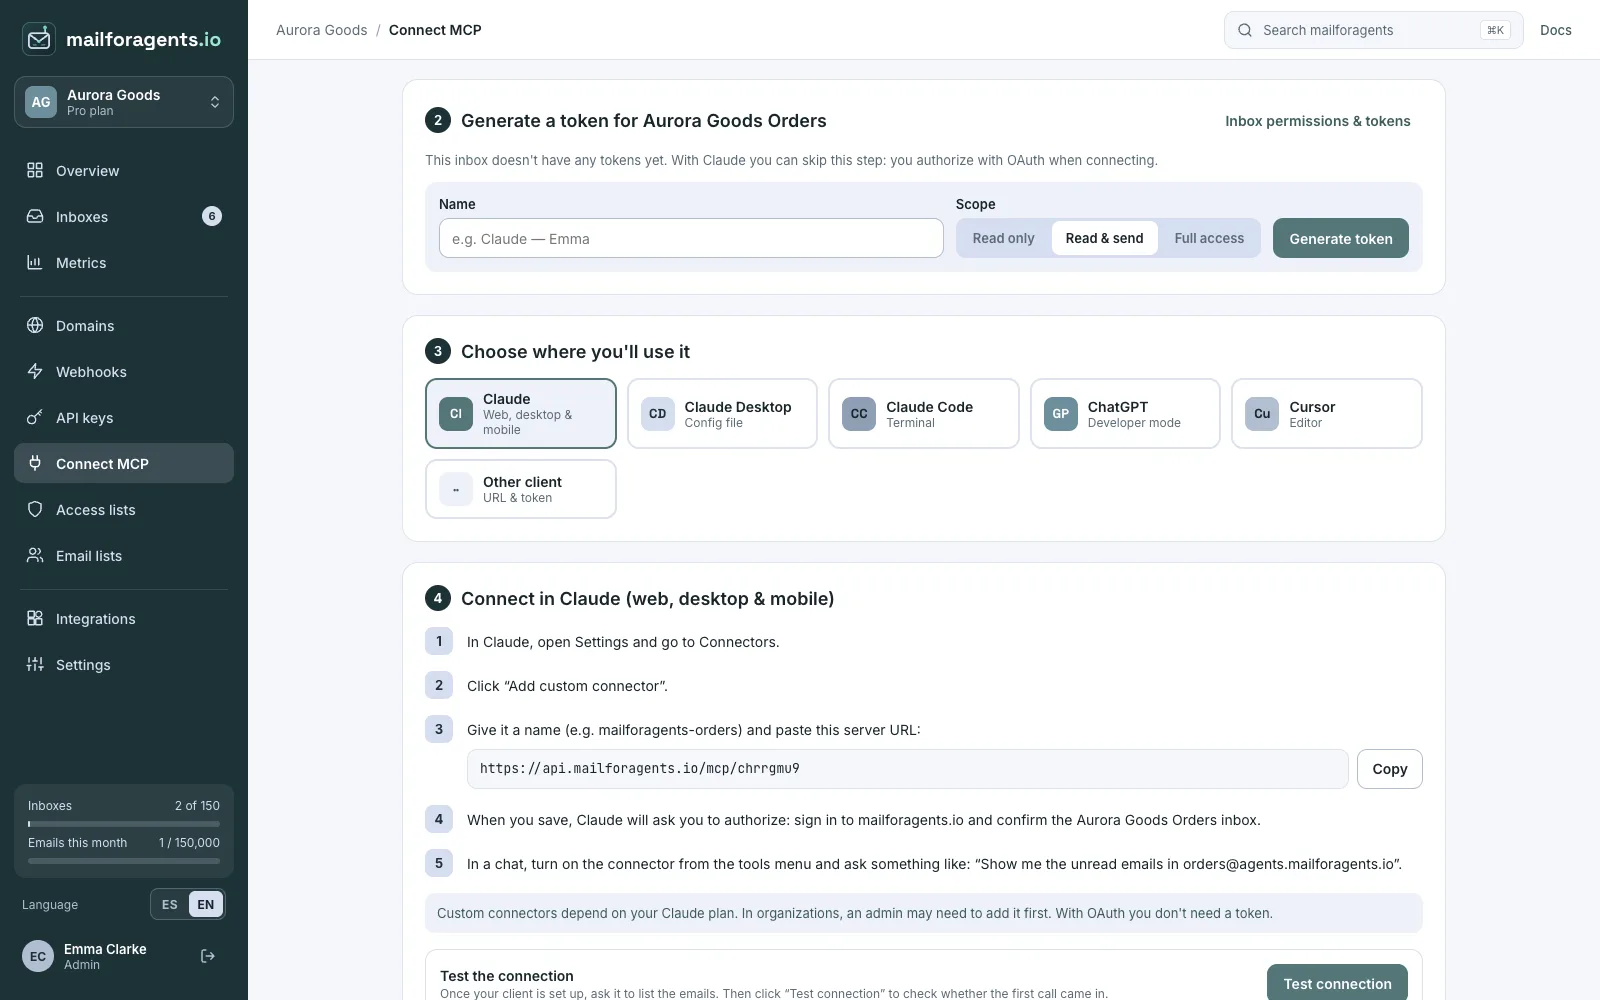 mailforagents.io
AG
Aurora Goods
Pro plan
Overview
Inboxes
6
Metrics
Domains
Webhooks
API keys
Connect MCP
Access lists
Email lists
Integrations
Settings
Inboxes 2 of 150
Emails this month 1 / 150,000
Language ES EN
EC
Emma Clarke
Admin
Aurora Goods / Connect MCP
Search mailforagents ⌘K Docs
2 Generate a token for Aurora Goods Orders
Inbox permissions & tokens
This inbox doesn't have any tokens yet. With Claude you can skip this step: you authorize with OAuth when connecting.
Name
e.g. Claude — Emma
Scope
Read only Read & send Full access
Generate token
3 Choose where you'll use it
Cl
Claude
Web, desktop &
mobile
CD
Claude Desktop
Config file
CC
Claude Code
Terminal
GP
ChatGPT
Developer mode
Cu
Cursor
Editor
Other client
URL & token
4 Connect in Claude (web, desktop & mobile)
1 In Claude, open Settings and go to Connectors.
2 Click “Add custom connector”.
3 Give it a name (e.g. mailforagents-orders) and paste this server URL:
https://api.mailforagents.io/mcp/chrrgmu9
Copy
4 When you save, Claude will ask you to authorize: sign in to mailforagents.io and confirm the Aurora Goods Orders inbox.
5 In a chat, turn on the connector from the tools menu and ask something like: “Show me the unread emails in orders@agents.mailforagents.io”.
Custom connectors depend on your Claude plan. In organizations, an admin may need to add it first. With OAuth you don't need a token.
Test the connection
Once your client is set up, ask it to list the emails. Then click “Test connection” to check whether the first call came in.
Test connection